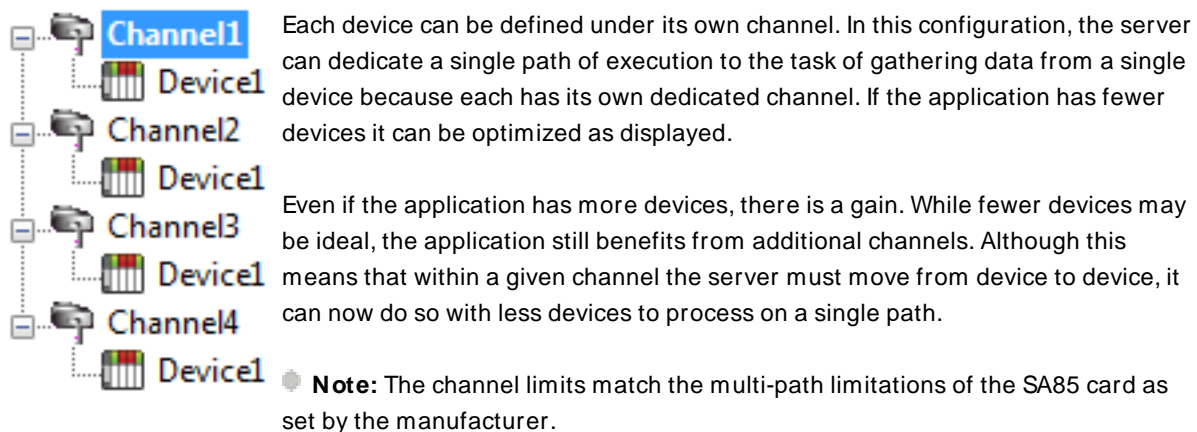 Channel1
Device1
Channel2
Device1
Channel3
Device1
Channel4
Device1
Each device can be defined under its own channel. In this configuration, the server
can dedicate a single path of execution to the task of gathering data from a single
device because each has its own dedicated channel. If the application has fewer
devices it can be optimized as displayed.
Even if the application has more devices, there is a gain. While fewer devices may
be ideal, the application still benefits from additional channels. Although this
means that within a given channel the server must move from device to device, it
can now do so with less devices to process on a single path.
Note: The channel limits match the multi-path limitations of the SA85 card as
set by the manufacturer.